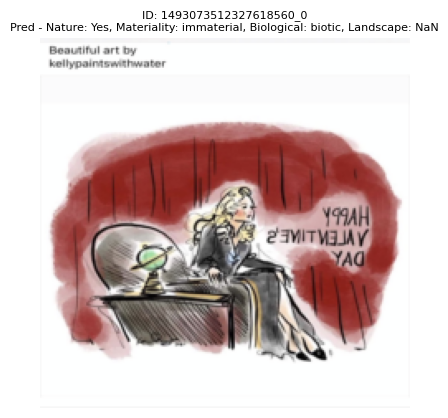 ID: 1493073512327618560_0
Pred - Nature: Yes, Materiality: immaterial, Biological: biotic, Landscape: NaN
Beautiful art by
kellypaintswithwater
HAPPY
VALENTINE'S
DAY